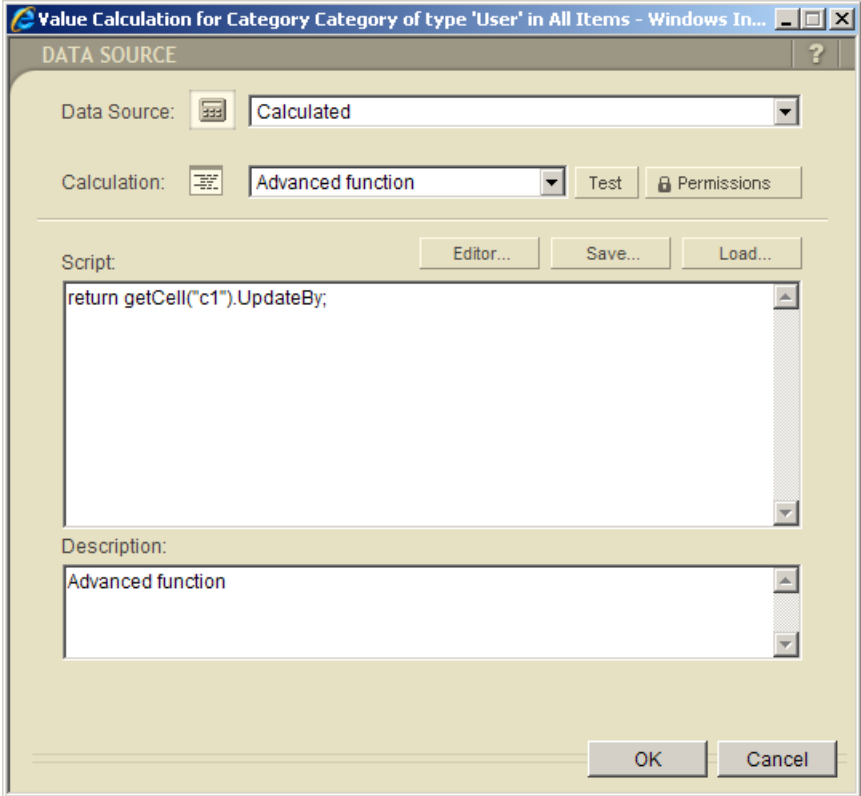 Value Calculation for Category Category of type 'User' in All Items - Windows In...
DATA SOURCE ?
Data Source: Calculated
Calculation: Advanced function Test Permissions
Editor... Save... Load...
Script:
return getCell("c1").UpdateBy;
Description:
Advanced function
OK Cancel